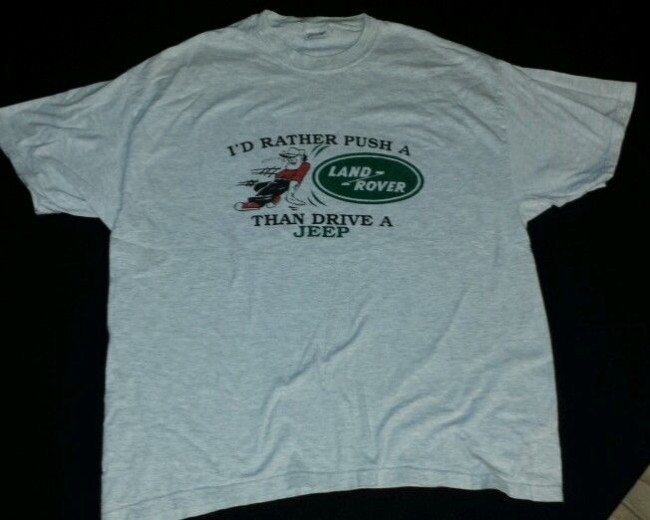 I'D RATHER PUSH A
LAND
ROVER
THAN DRIVE A
JEEP